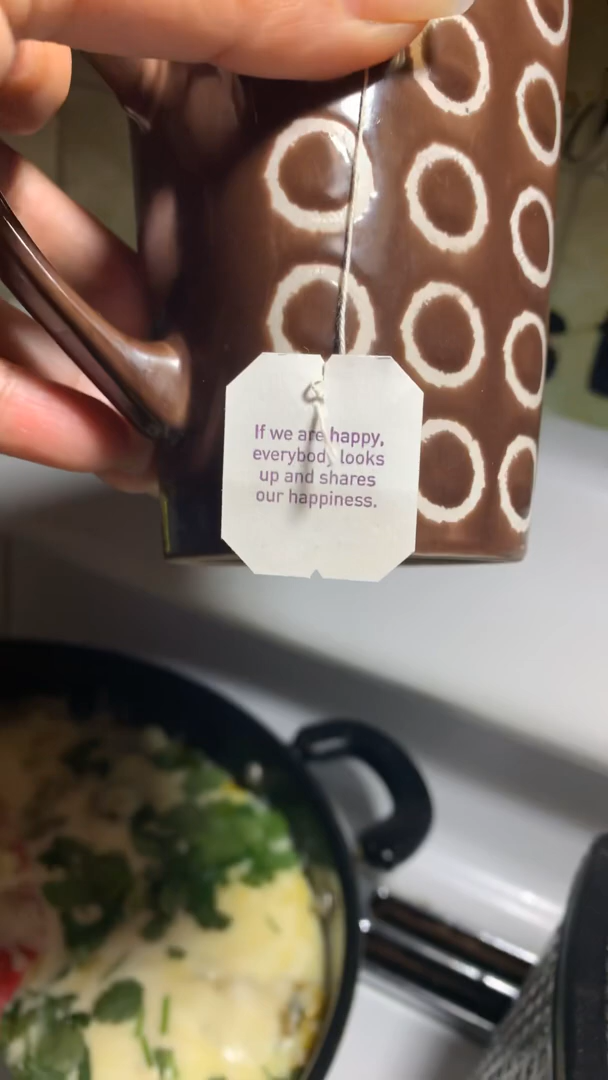 If we are happy,
everybody looks
up and shares
our happiness.